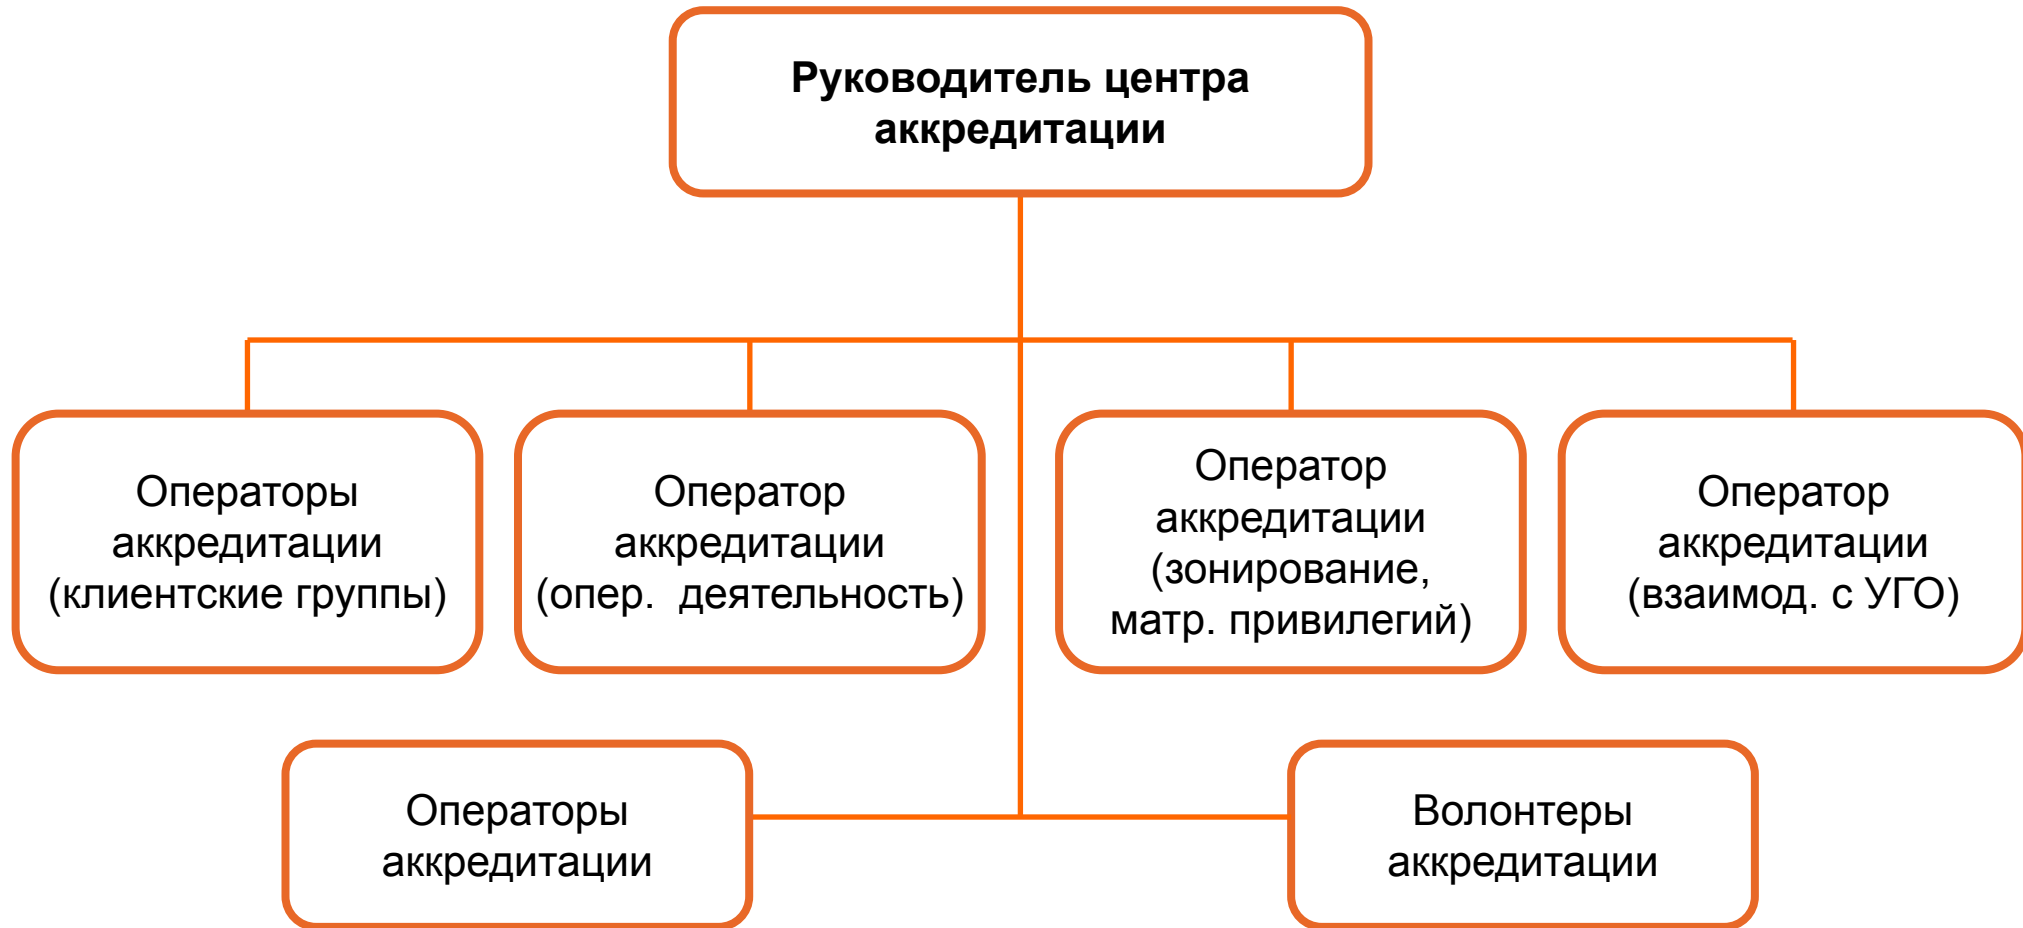 Руководитель центра
аккредитации
Операторы
аккредитации
(клиентские группы)
Оператор
аккредитации
(опер.  деятельность)
Оператор
аккредитации
(зонирование,
матр. привилегий)
Оператор
аккредитации
(взаимод. с УГО)
Операторы
аккредитации
Волонтеры
аккредитации